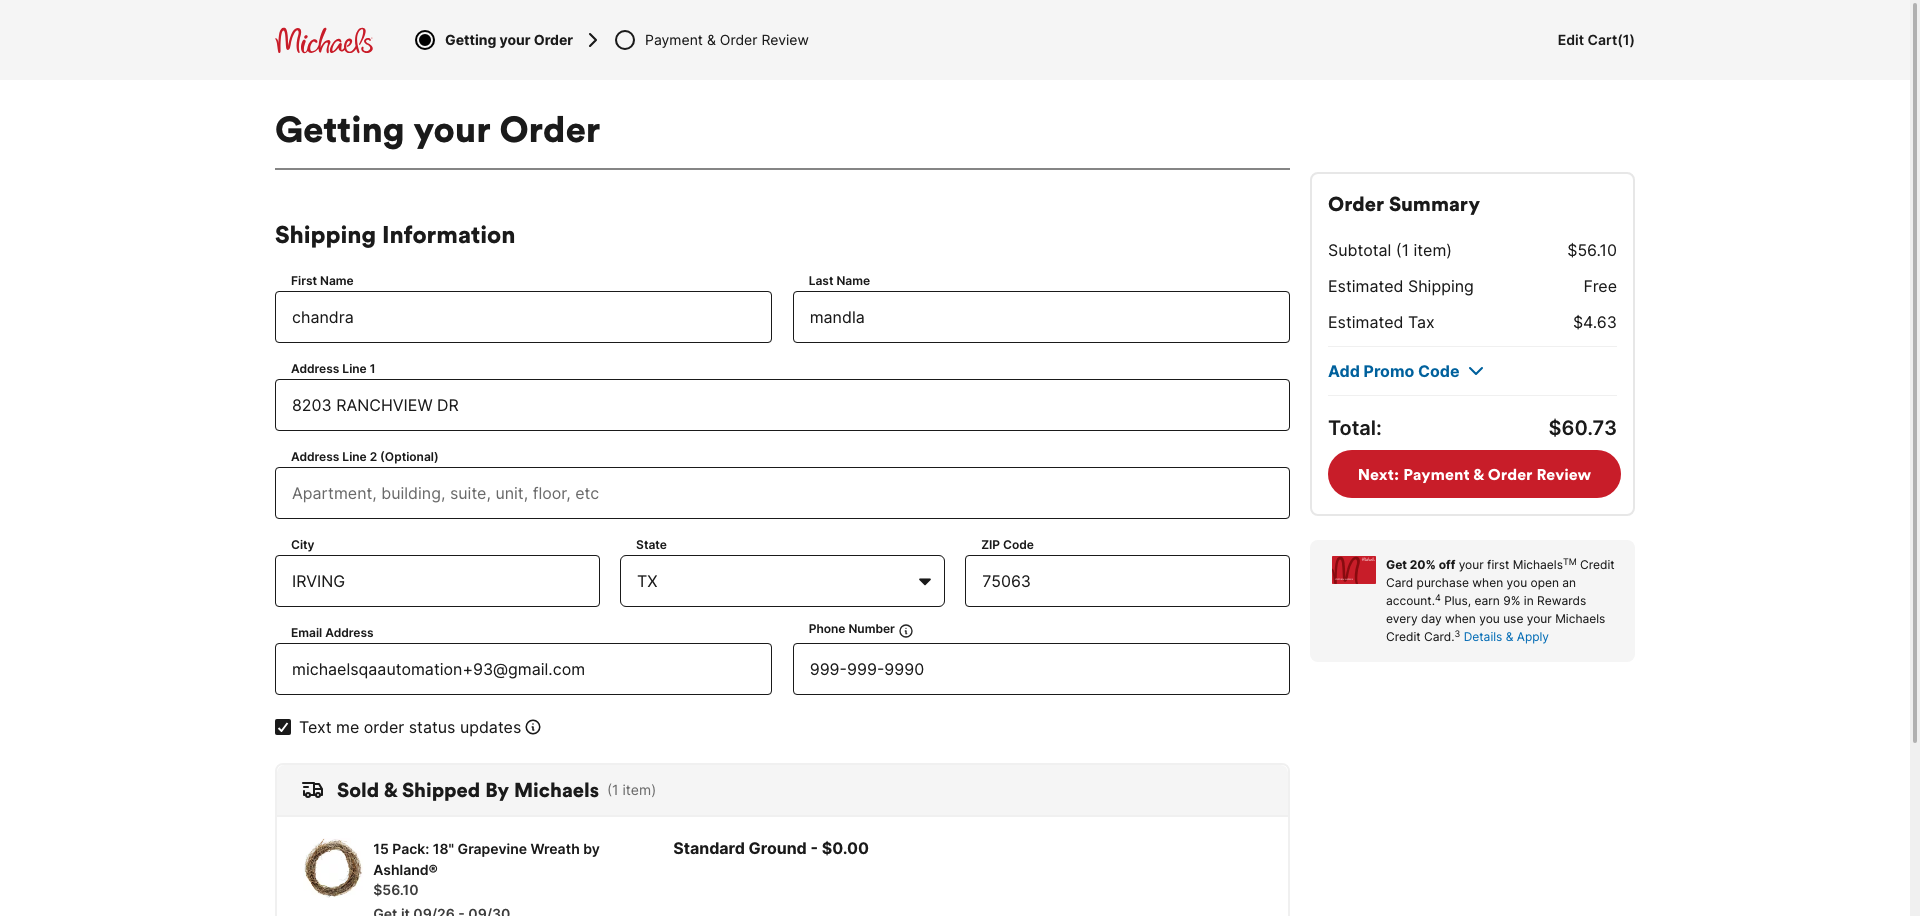 Michaels
Getting your Order
Payment & Order Review
Edit Cart(1)
Getting your Order
Shipping Information
First Name
Last Name
chandra
mandla
Address Line 1
8203 RANCHVIEW DR
Address Line 2 (Optional)
Apartment, building, suite, unit, floor, etc
City
State
ZIP Code
IRVING
TX
75063
Email Address
Phone Number
michaelsqaautomation+93@gmail.com
999-999-9990
Text me order status updates
Sold & Shipped By Michaels (1 item)
15 Pack: 18" Grapevine Wreath by
Ashland®
$56.10
Get it 09/26 - 09/30
Standard Ground - $0.00
Order Summary
Subtotal (1 item) $56.10
Estimated Shipping Free
Estimated Tax $4.63
Add Promo Code
Total: $60.73
Next: Payment & Order Review
Get 20% off your first Michaels™ Credit
Card purchase when you open an
account.⁴ Plus, earn 9% in Rewards
every day when you use your Michaels
Credit Card.³ Details & Apply